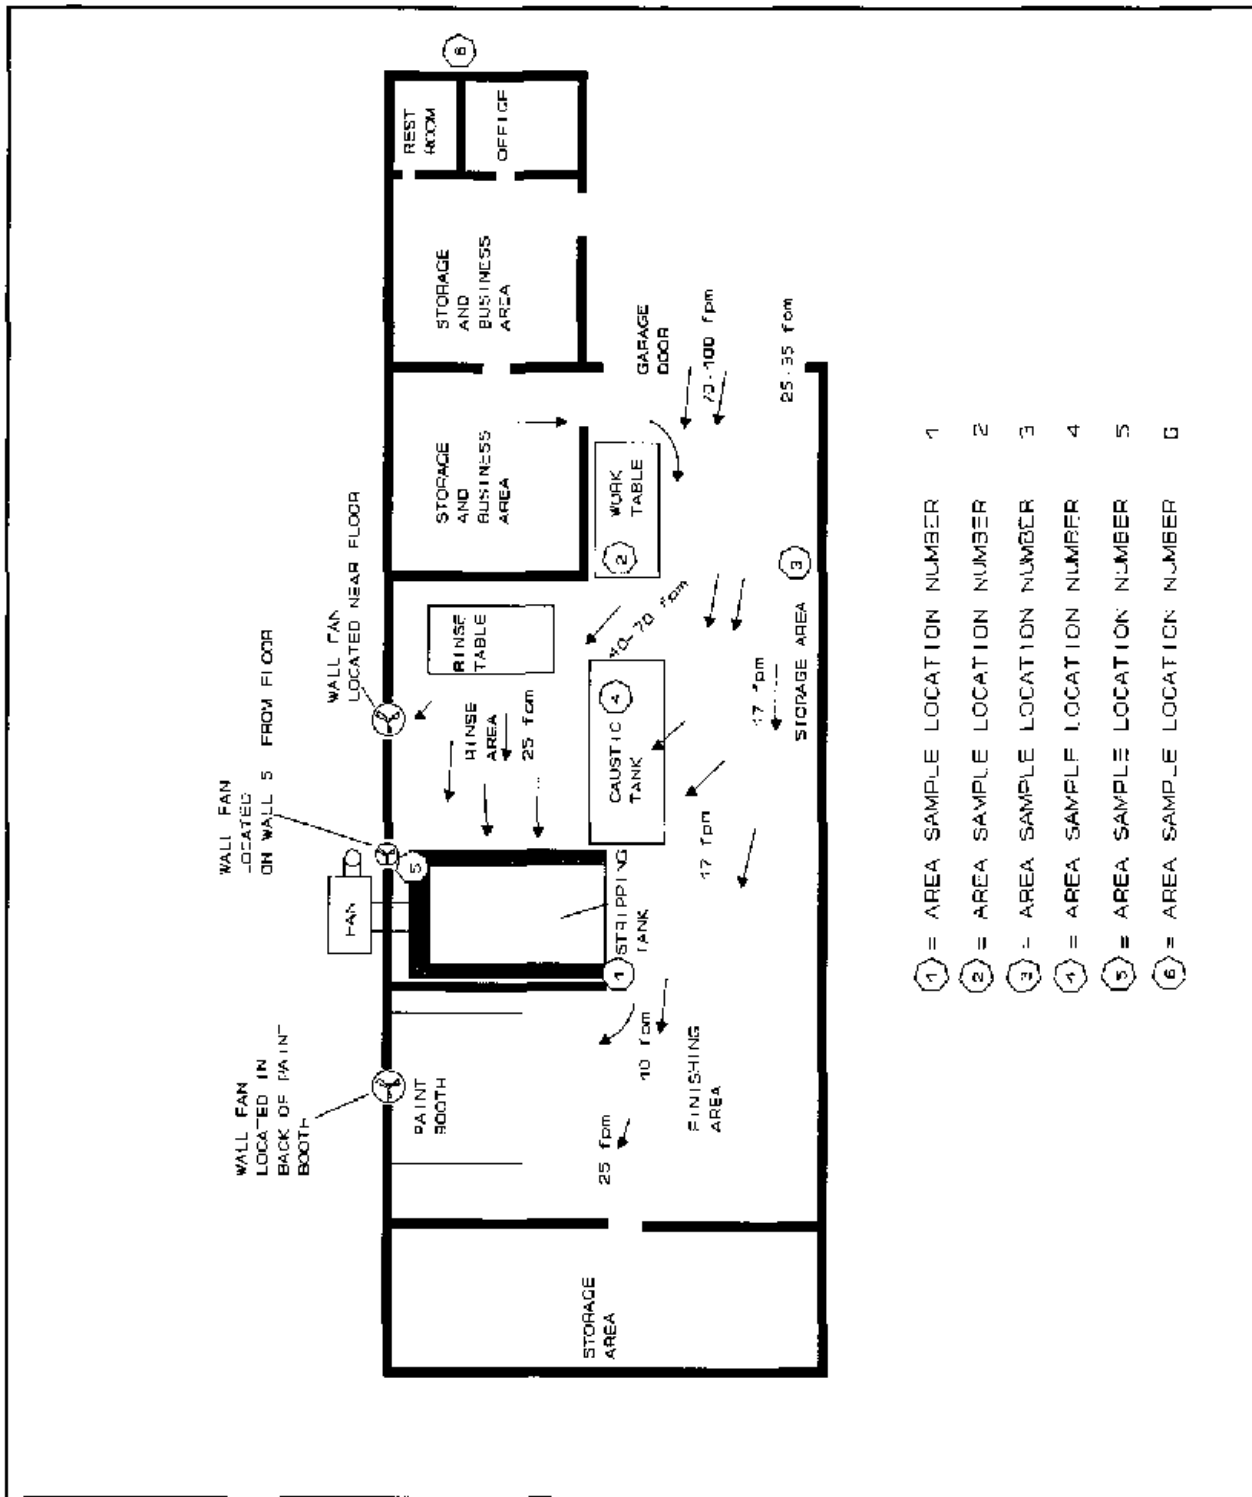 6
REST
ROOM
OFFICE
STORAGE
AND
BUSINESS
AREA
GARAGE
DOOR
70-100 fpm
25-35 fpm
STORAGE
AND
BUSINESS
AREA
WORK
TABLE
2
3
STORAGE AREA
WALL FAN
LOCATED NEAR FLOOR
WALL FAN
LOCATED
ON WALL 5 FROM FLOOR
RINSE
TABLE
RINSE
AREA
25 fpm
70 fpm
4
CAUSTIC
TANK
17 fpm
17 fpm
FAN
5
STRIPPING
TANK
1
WALL FAN
LOCATED IN
BACK OF PAINT
BOOTH
PAINT
BOOTH
10 fpm
25 fpm
FINISHING
AREA
STORAGE
AREA
1 = AREA SAMPLE LOCATION NUMBER 1
2 = AREA SAMPLE LOCATION NUMBER 2
3 = AREA SAMPLE LOCATION NUMBER 3
4 = AREA SAMPLE LOCATION NUMBER 4
5 = AREA SAMPLE LOCATION NUMBER 5
6 = AREA SAMPLE LOCATION NUMBER 6